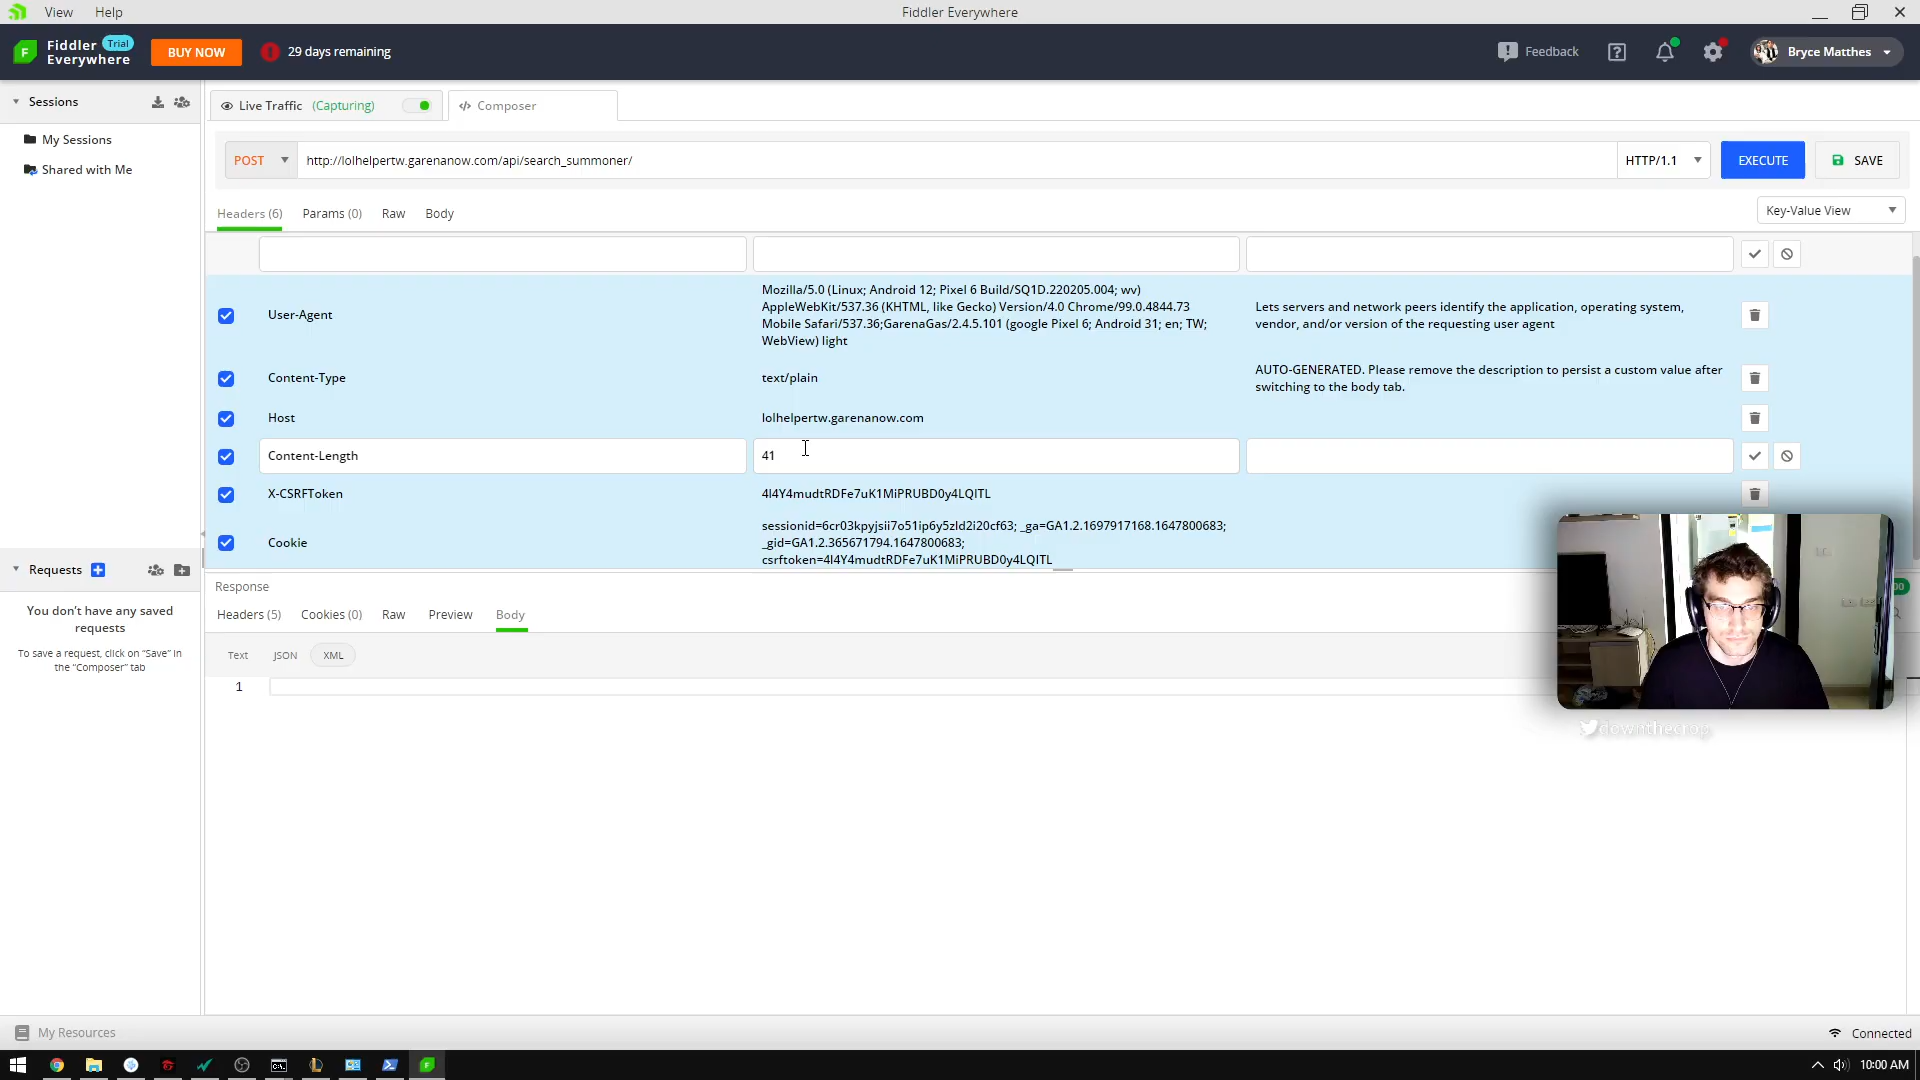 View
Help
Fiddler Everywhere
Fiddler
Everywhere
Trial
BUY NOW
29 days remaining
Feedback
Bryce Matthes
Sessions
Live Traffic
(Capturing)
Composer
My Sessions
Shared with Me
POST
http://lolhelpertw.garenanow.com/api/search_summoner/
HTTP/1.1
EXECUTE
SAVE
Headers (6)
Params (0)
Raw
Body
Key-Value View
User-Agent
Mozilla/5.0 (Linux; Android 12; Pixel 6 Build/SQ1D.220205.004; wv)
AppleWebKit/537.36 (KHTML, like Gecko) Version/4.0 Chrome/99.0.4844.73
Mobile Safari/537.36;GarenaGas/2.4.5.101 (google Pixel 6; Android 31; en; TW;
WebView) light
Lets servers and network peers identify the application, operating system,
vendor, and/or version of the requesting user agent
Content-Type
text/plain
AUTO-GENERATED. Please remove the description to persist a custom value after
switching to the body tab.
Host
lolhelpertw.garenanow.com
Content-Length
41
X-CSRFToken
4I4Y4mudtRDFe7uK1MiPRUBD0y4LQITL
Cookie
sessionid=6cr03kpyjsii7o51ip6y5zld2i20cf63; _ga=GA1.2.1697917168.1647800683;
_gid=GA1.2.365671794.1647800683;
csrftoken=4I4Y4mudtRDFe7uK1MiPRUBD0y4LQITL
Requests
You don't have any saved
requests
To save a request, click on "Save" in
the "Composer" tab
Response
Headers (5)
Cookies (0)
Raw
Preview
Body
Text
JSON
XML
1
downthecrop
My Resources
Connected
10:00 AM